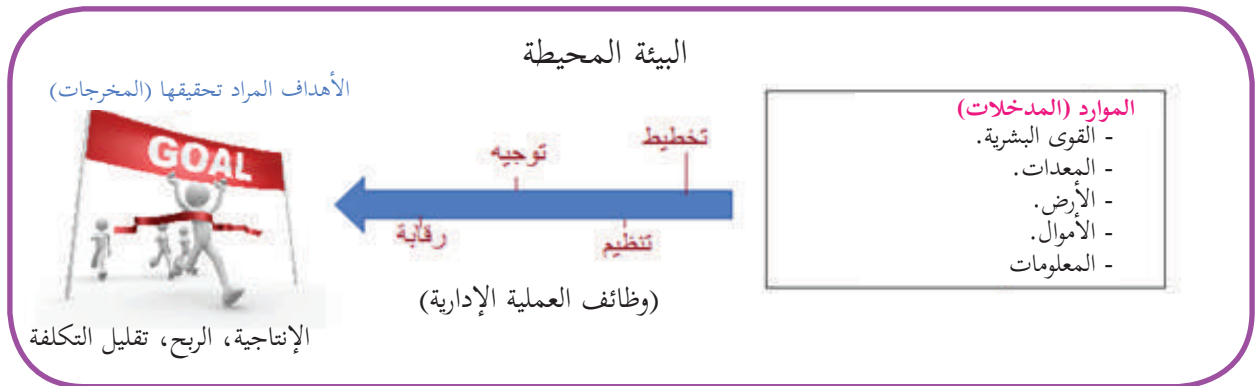 البيئة المحيطة
الموارد (المدخلات)
- القوى البشرية.
- المعدات.
- الأرض.
- الأموال.
- المعلومات
تخطيط
تنظيم
توجيه
رقابة
(وظائف العملية الإدارية)
الأهداف المراد تحقيقها (المخرجات)
GOAL
الإنتاجية، الربح، تقليل التكلفة